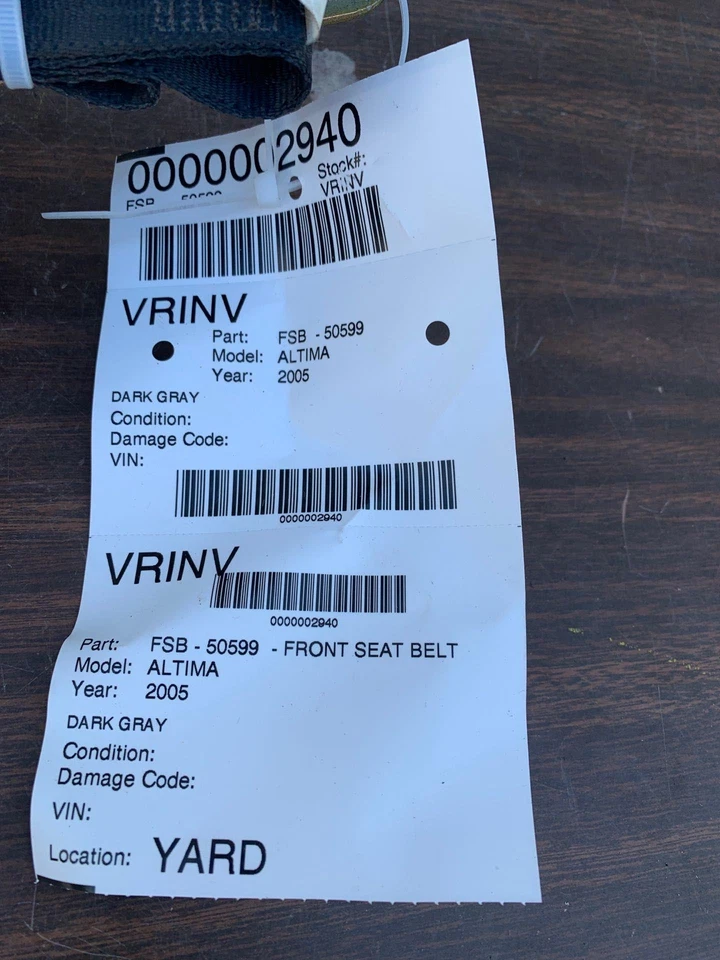 0000002940
FSB - 50599
Stock#:
VRINV
VRINV
Part: FSB - 50599
Model: ALTIMA
Year: 2005
DARK GRAY
Condition:
Damage Code:
VIN:
0000002940
VRINV
0000002940
Part: FSB - 50599 - FRONT SEAT BELT
Model: ALTIMA
Year: 2005
DARK GRAY
Condition:
Damage Code:
VIN:
Location: YARD